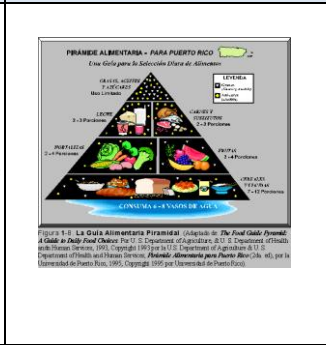 PIRÁMIDE ALIMENTARIA - PARA PUERTO RICO
Una Guía para la Selección Diaria de Alimentos
LEYENDA
GRASAS, ACEITES
Y AZÚCARES
Uso Limitado
LECHE
2 - 3 Porciones
CARNES Y
SUSTITUTOS
2 - 3 Porciones
HORTALIZAS
2 - 4 Porciones
FRUTAS
2 - 4 Porciones
CEREALES
Y VIANDAS
7 - 12 Porciones
CONSUMA 6 - 8 VASOS DE AGUA
Figura 1-8. La Guía Alimentaria Piramidal. (Adaptado de: The Food Guide Pyramid:
A Guide to Daily Food Choices. Por U. S. Department of Agriculture, & U. S. Department of Health
and Human Services, 1992, Copyright 1993 por la U.S. Department of Agriculture & U. S.
Department of Health and Human Services; Pirámide Alimentaria para Puerto Rico (2da. ed), por la
Universidad de Puerto Rico, 1995, Copyright 1995 por Universidad de Puerto Rico).